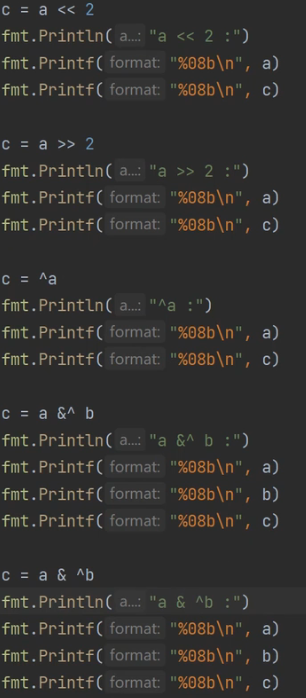 c = a << 2
fmt.Println( a...: "a << 2 :")
fmt.Printf( format: "%08b\n", a)
fmt.Printf( format: "%08b\n", c)
c = a >> 2
fmt.Println( a...: "a >> 2 :")
fmt.Printf( format: "%08b\n", a)
fmt.Printf( format: "%08b\n", c)
c = ^a
fmt.Println( a...: "^a :")
fmt.Printf( format: "%08b\n", a)
fmt.Printf( format: "%08b\n", c)
c = a &^ b
fmt.Println( a...: "a &^ b :")
fmt.Printf( format: "%08b\n", a)
fmt.Printf( format: "%08b\n", b)
fmt.Printf( format: "%08b\n", c)
c = a & ^b
fmt.Println( a...: "a & ^b :")
fmt.Printf( format: "%08b\n", a)
fmt.Printf( format: "%08b\n", b)
fmt.Printf( format: "%08b\n", c)